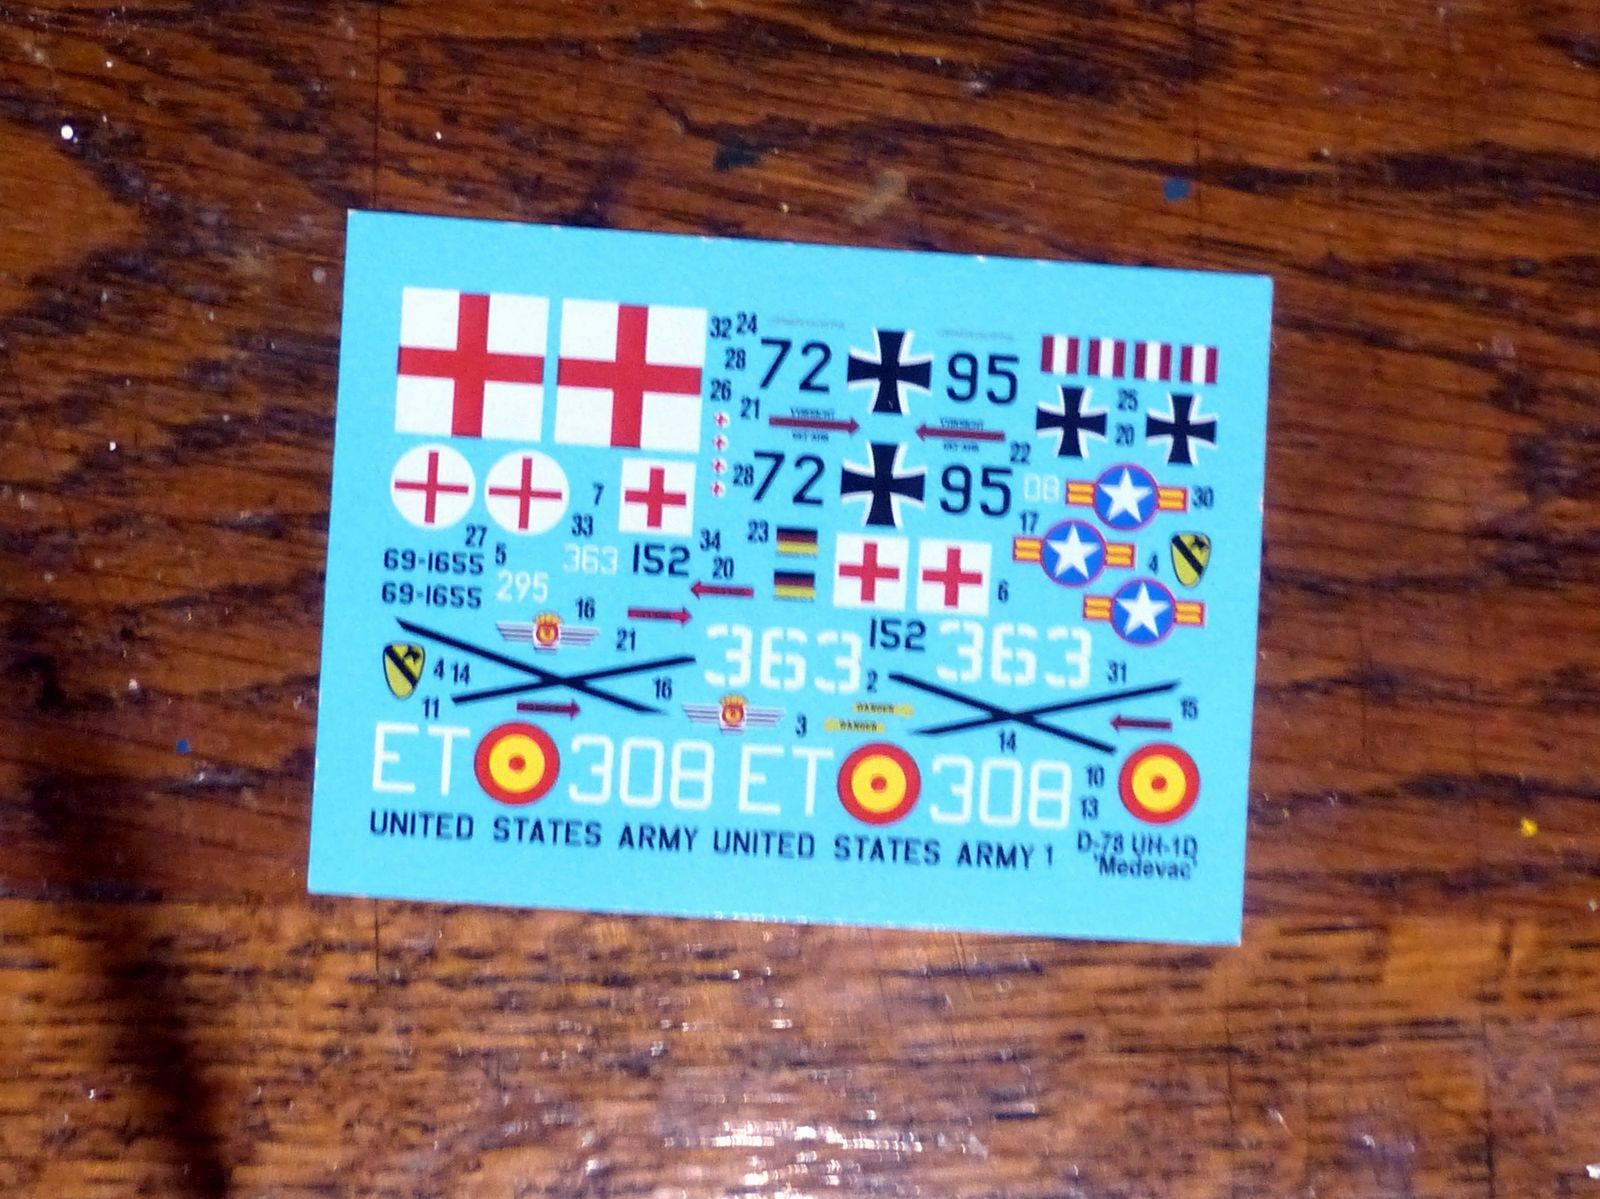 32 24
28 72 95
26
21 25
20
22
28 72 95 08 30
7
33 17
27
23
34
69-1655 5 363 152 20 4
69-1655 295 6
16
21 363 152 363
4 14 16 2 31
11 3 DANGER 15
DANGER
14
ET 308 ET 308 10
13
UNITED STATES ARMY UNITED STATES ARMY 1 D-78 UH-1D
'Medevac'